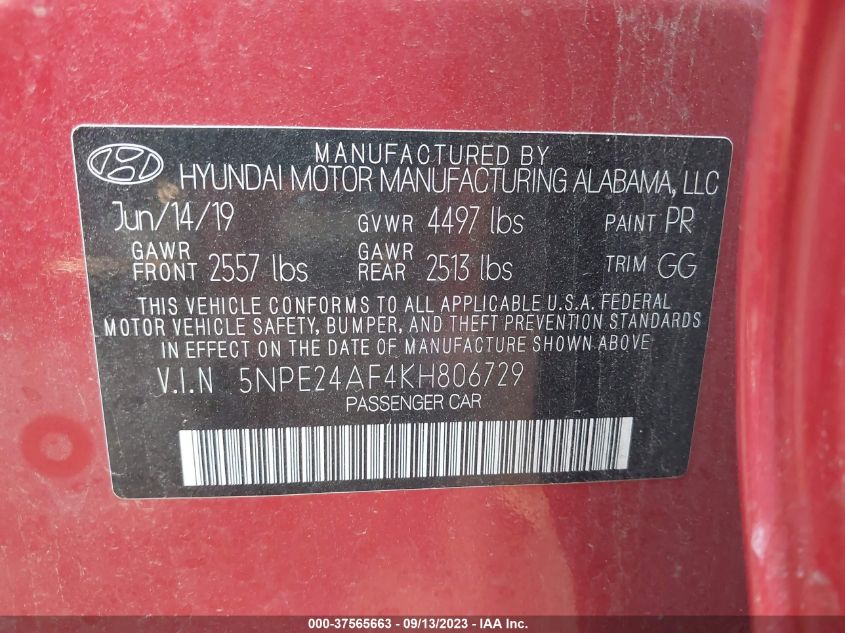 MANUFACTURED BY
HYUNDAI MOTOR MANUFACTURING ALABAMA, LLC
Jun/14/19 GVWR 4497 lbs PAINT PR
GAWR FRONT 2557 lbs GAWR REAR 2513 lbs TRIM GG
THIS VEHICLE CONFORMS TO ALL APPLICABLE U.S.A. FEDERAL
MOTOR VEHICLE SAFETY, BUMPER, AND THEFT PREVENTION STANDARDS
IN EFFECT ON THE DATE OF MANUFACTURE SHOWN ABOVE
V.I.N 5NPE24AF4KH806729
PASSENGER CAR
000-37565663 - 09/13/2023 - IAA Inc.